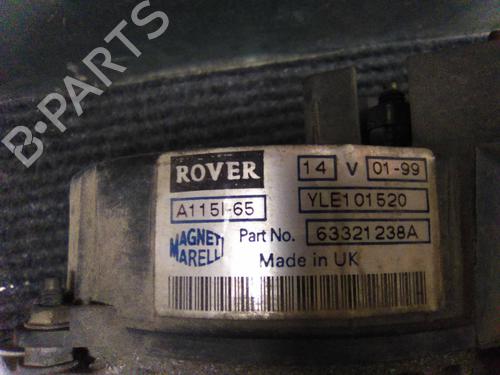 B-PARTS
ROVER 14 V 01-99
A115I-65 YLE101520
MAGNETI MARELLI Part No. 63321238A
Made in UK